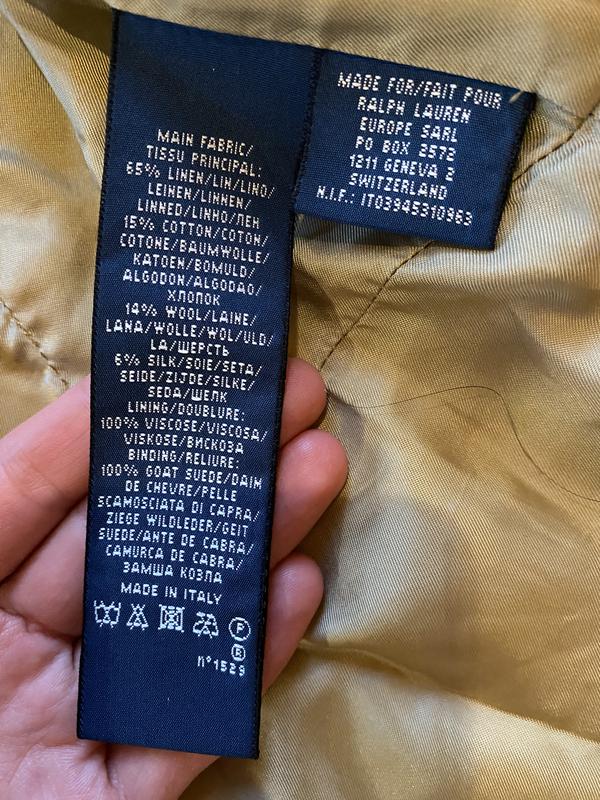 MAIN FABRIC/
TISSU PRINCIPAL:
65% LINEN/LIN/LINO/
LEINEN/LINNEN/
LINNED/LINHO/ЛЕН
15% COTTON/COTON/
COTONE/BAUMWOLLE/
KATOEN/BOMULD/
ALGODON/ALGODAO/
ХЛОПОК
14% WOOL/LAINE/
LANA/WOLLE/WOL/ULD/
LA/ШЕРСТЬ
6% SILK/SOIE/SETA/
SEIDE/ZIJDE/SILKE/
SEDA/ШЕЛК
LINING/DOUBLURE:
100% VISCOSE/VISCOSA/
VISKOSE/ВИСКОЗА
BINDING/RELIURE:
100% GOAT SUEDE/DAIM
DE CHEVRE/PELLE
SCAMOSCIATA DI CAPRA/
ZIEGE WILDLEDER/GEIT
SUEDE/ANTE DE CABRA/
CAMURCA DE CABRA/
ЗАМША КОЗЛА
MADE IN ITALY
P
R
n°1529
MADE FOR/FAIT POUR
RALPH LAUREN
EUROPE SARL
PO BOX 2572
1211 GENEVA 2
SWITZERLAND
N.I.F.: IT03945310963